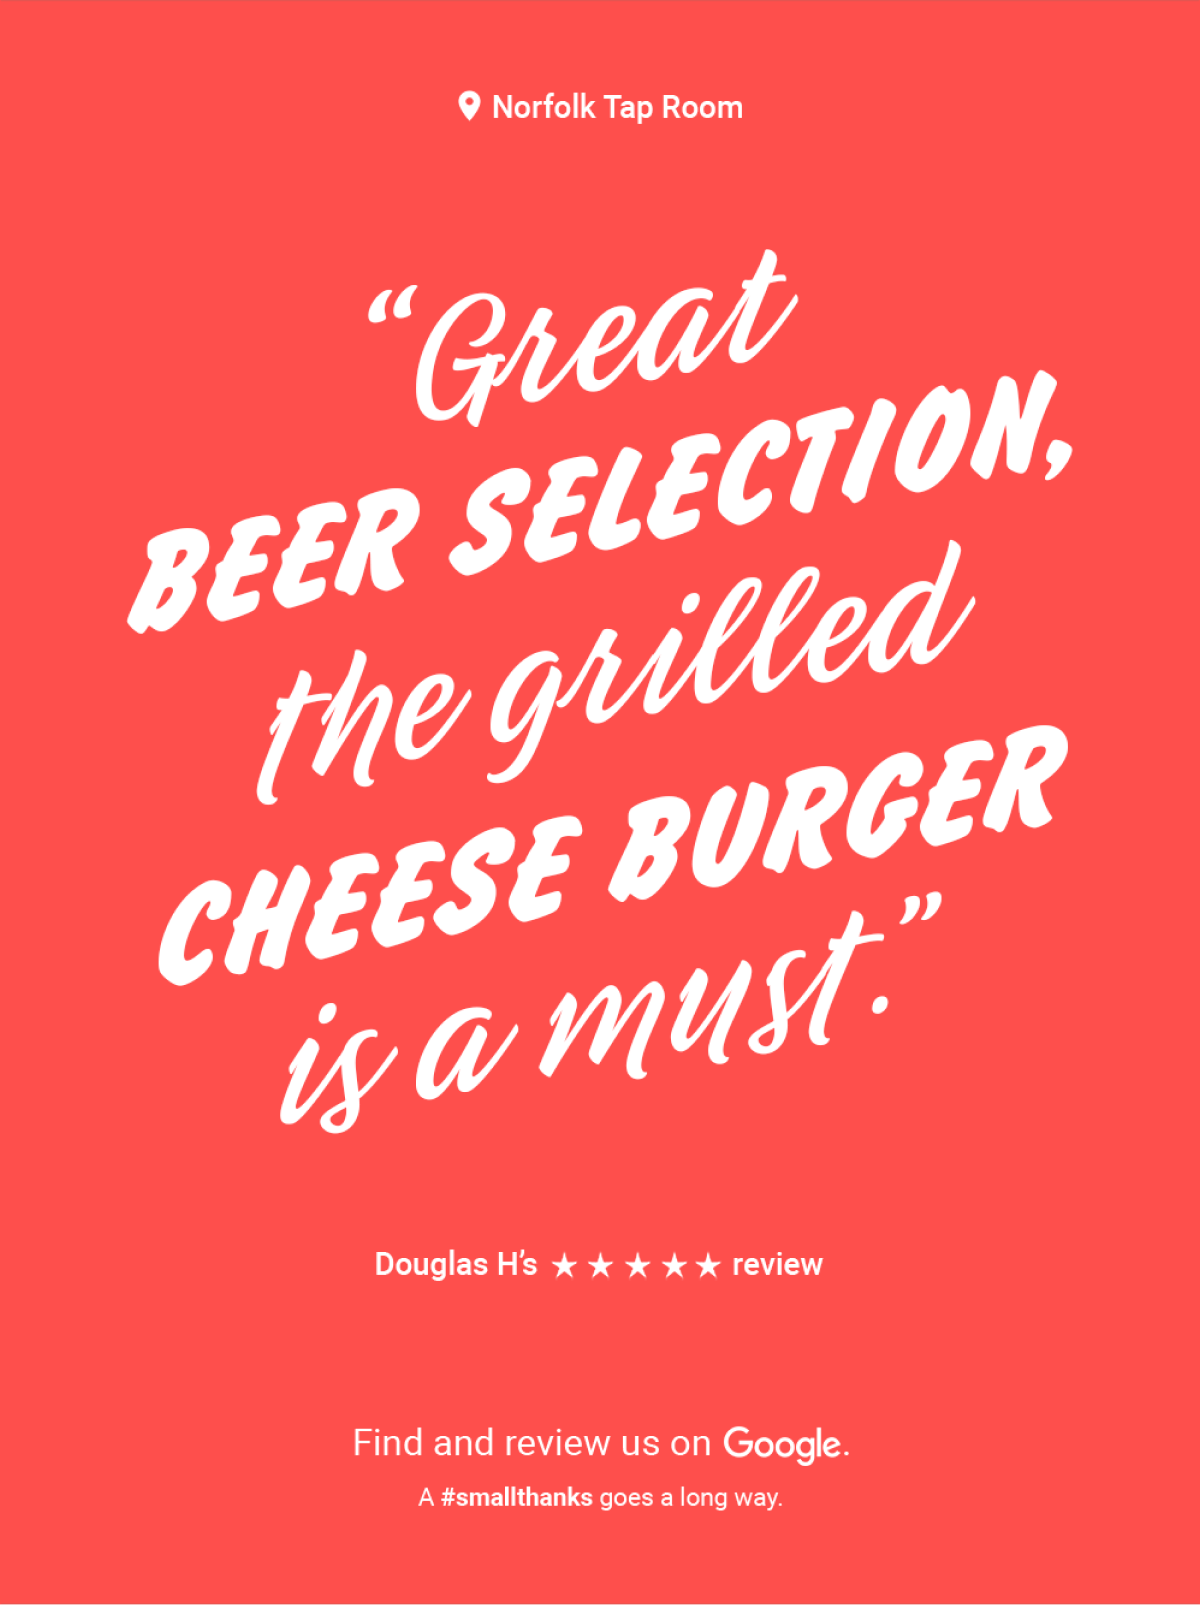 Norfolk Tap Room
“Great
BEER SELECTION,
the grilled
CHEESE BURGER
is a must.”
Douglas H’s ★ ★ ★ ★ ★ review
Find and review us on Google.
A #smallthanks goes a long way.